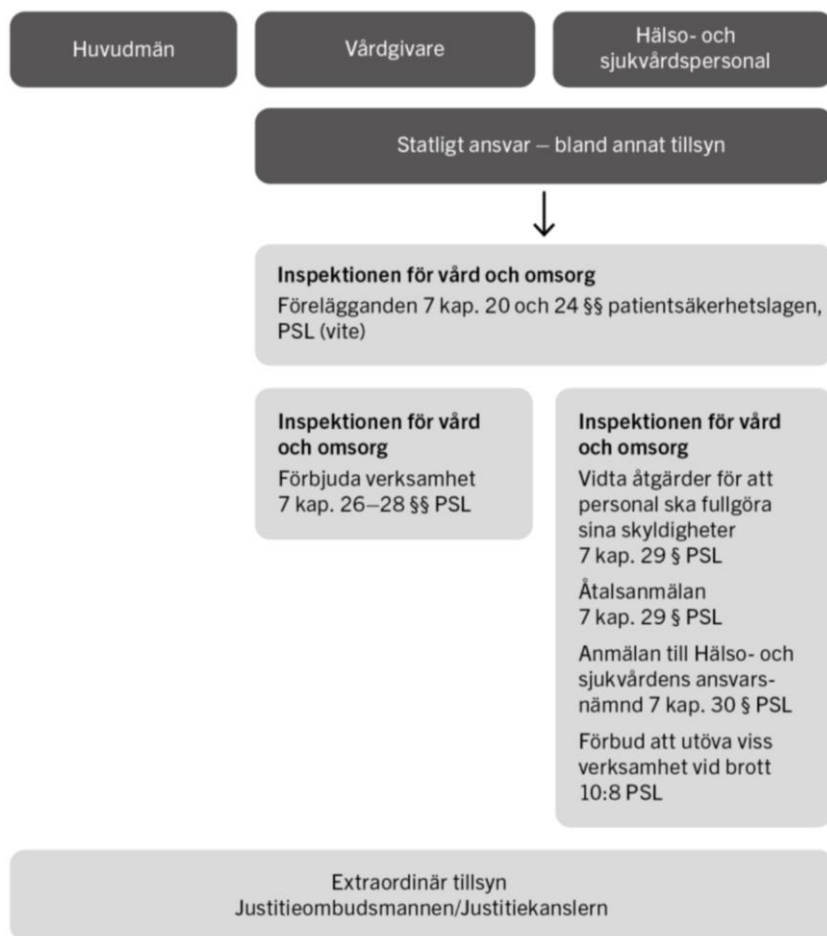 Huvudmän
Vårdgivare
Hälso- och
sjukvårdspersonal
Statligt ansvar – bland annat tillsyn
Inspektionen för vård och omsorg
Förelägganden 7 kap. 20 och 24 §§ patientsäkerhetslagen,
PSL (vite)
Inspektionen för vård
och omsorg
Förbjuda verksamhet
7 kap. 26–28 §§ PSL
Inspektionen för vård
och omsorg
Vidta åtgärder för att
personal ska fullgöra
sina skyldigheter
7 kap. 29 § PSL
Åtalsanmälan
7 kap. 29 § PSL
Anmälan till Hälso- och
sjukvårdens ansvars-
nämnd 7 kap. 30 § PSL
Förbud att utöva viss
verksamhet vid brott
10:8 PSL
Extraordinär tillsyn
Justitieombudsmannen/Justitiekanslern